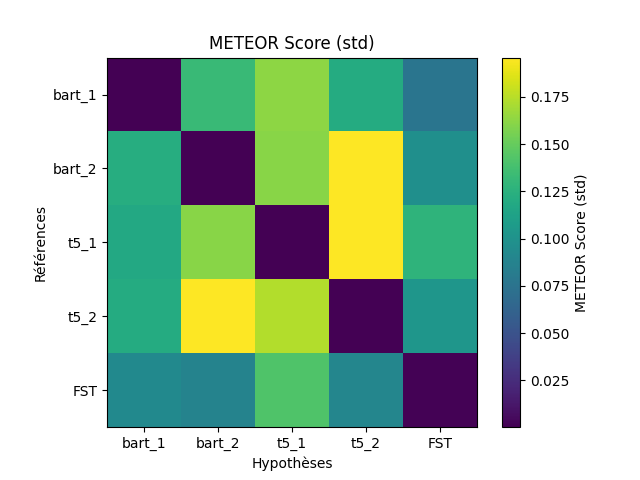 METEOR Score (std)
bart_1
bart_2
t5_1
t5_2
FST
Références
bart_1 bart_2 t5_1 t5_2 FST
Hypothèses
0.175
0.150
0.125
0.100
0.075
0.050
0.025
METEOR Score (std)